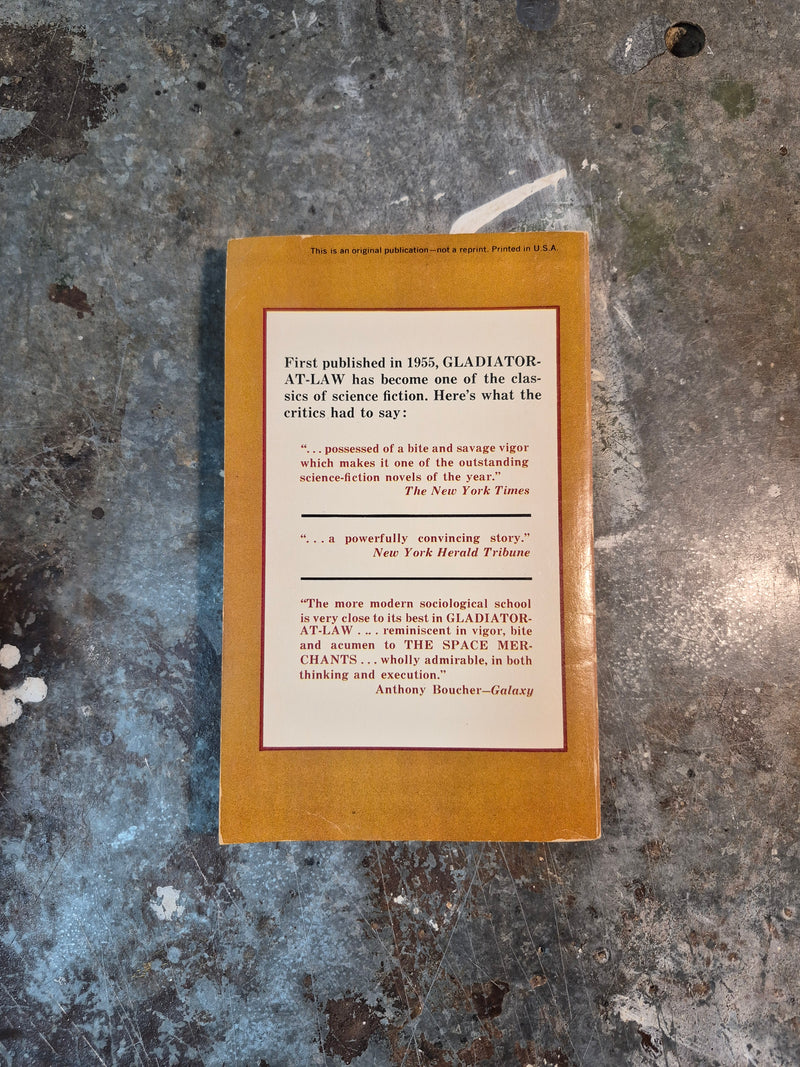 This is an original publication—not a reprint. Printed in U.S.A.
First published in 1955, GLADIATOR-
AT-LAW has become one of the clas-
sics of science fiction. Here's what the
critics had to say:
“. . . possessed of a bite and savage vigor
which makes it one of the outstanding
science-fiction novels of the year.”
The New York Times
“. . . a powerfully convincing story.”
New York Herald Tribune
“The more modern sociological school
is very close to its best in GLADIATOR-
AT-LAW . . . . reminiscent in vigor, bite
and acumen to THE SPACE MER-
CHANTS . . . wholly admirable, in both
thinking and execution.”
Anthony Boucher—Galaxy